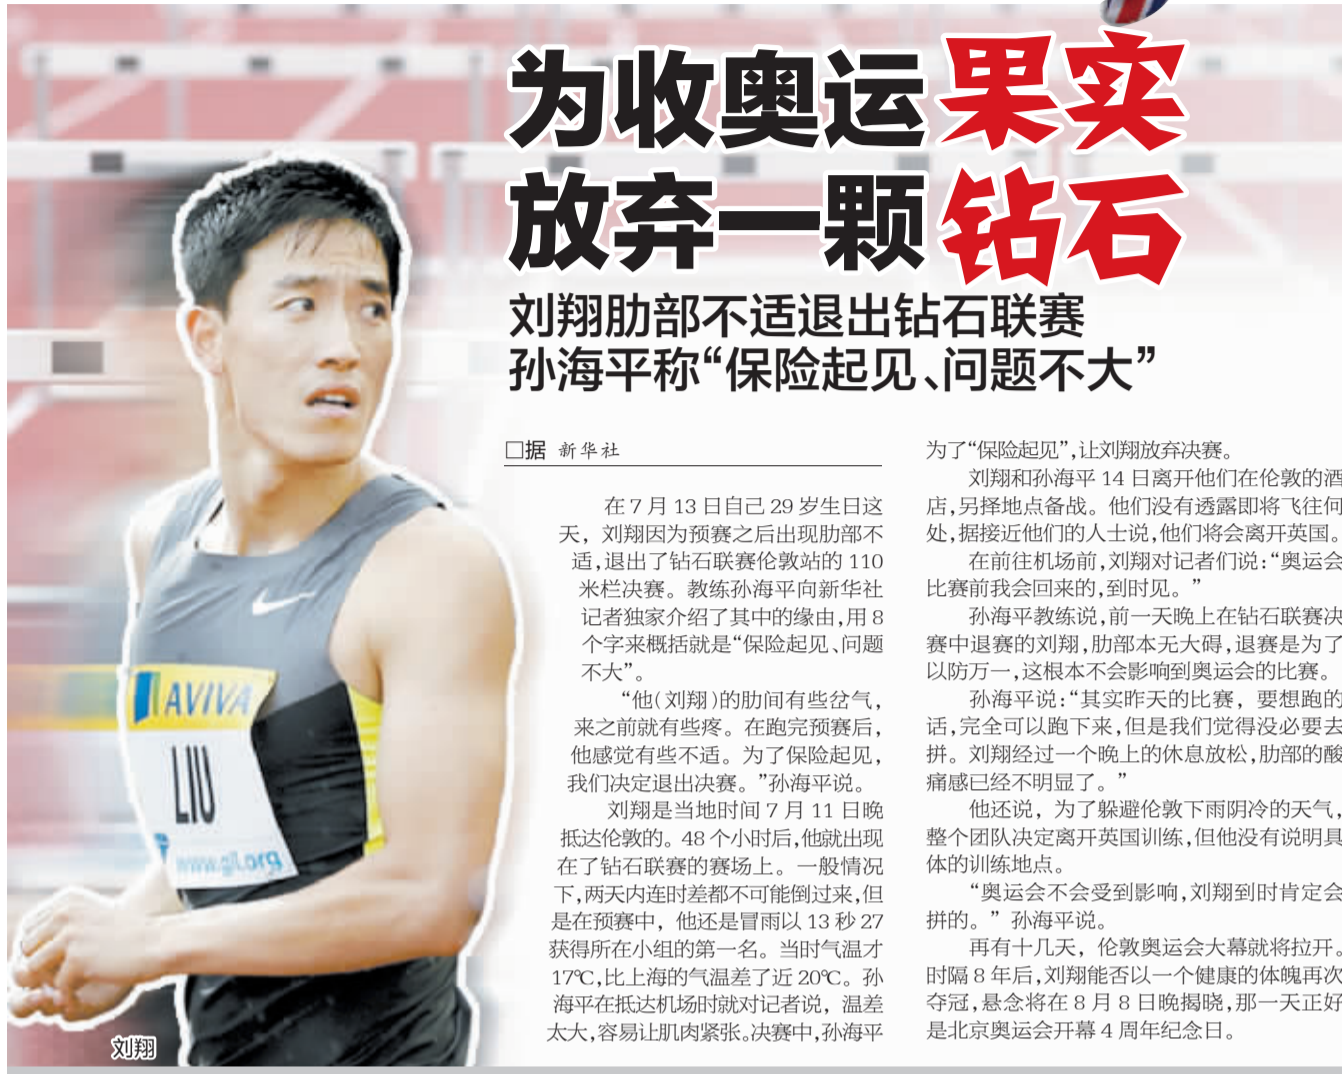 为收奥运果实
放弃一颗钻石
刘翔肋部不适退出钻石联赛
孙海平称“保险起见、问题不大”
□据 新华社
在7月13日自己29岁生日这
天，刘翔因为预赛之后出现肋部不
适,退出了钻石联赛伦敦站的110
米栏决赛。教练孙海平向新华社
记者独家介绍了其中的缘由,用8
个字来概括就是“保险起见、问题
不大”。
“他(刘翔)的肋间有些岔气，
来之前就有些疼。在跑完预赛后，
他感觉有些不适。为了保险起见，
我们决定退出决赛。”孙海平说。
刘翔是当地时间7月11日晚
抵达伦敦的。48个小时后,他就出现
在了钻石联赛的赛场上。一般情况
下,两天内连时差都不可能倒过来,但
是在预赛中，他还是冒雨以13秒27
获得所在小组的第一名。当时气温才
17℃,比上海的气温差了近20℃。孙
海平在抵达机场时就对记者说，温差
太大,容易让肌肉紧张。决赛中,孙海平
为了“保险起见”,让刘翔放弃决赛。
刘翔和孙海平14日离开他们在伦敦的酒
店,另择地点备战。他们没有透露即将飞往何
处,据接近他们的人士说,他们将会离开英国。
在前往机场前,刘翔对记者们说:“奥运会
比赛前我会回来的,到时见。”
孙海平教练说,前一天晚上在钻石联赛决
赛中退赛的刘翔,肋部本无大碍,退赛是为了
以防万一,这根本不会影响到奥运会的比赛。
孙海平说:“其实昨天的比赛，要想跑的
话,完全可以跑下来,但是我们觉得没必要去
拼。刘翔经过一个晚上的休息放松,肋部的酸
痛感已经不明显了。”
他还说，为了躲避伦敦下雨阴冷的天气，
整个团队决定离开英国训练,但他没有说明具
体的训练地点。
“奥运会不会受到影响,刘翔到时肯定会
拼的。”孙海平说。
再有十几天，伦敦奥运会大幕就将拉开。
时隔8年后,刘翔能否以一个健康的体魄再次
夺冠,悬念将在8月8日晚揭晓,那一天正好
是北京奥运会开幕4周年纪念日。
AVIVA
LIU
www.gll.org
刘翔